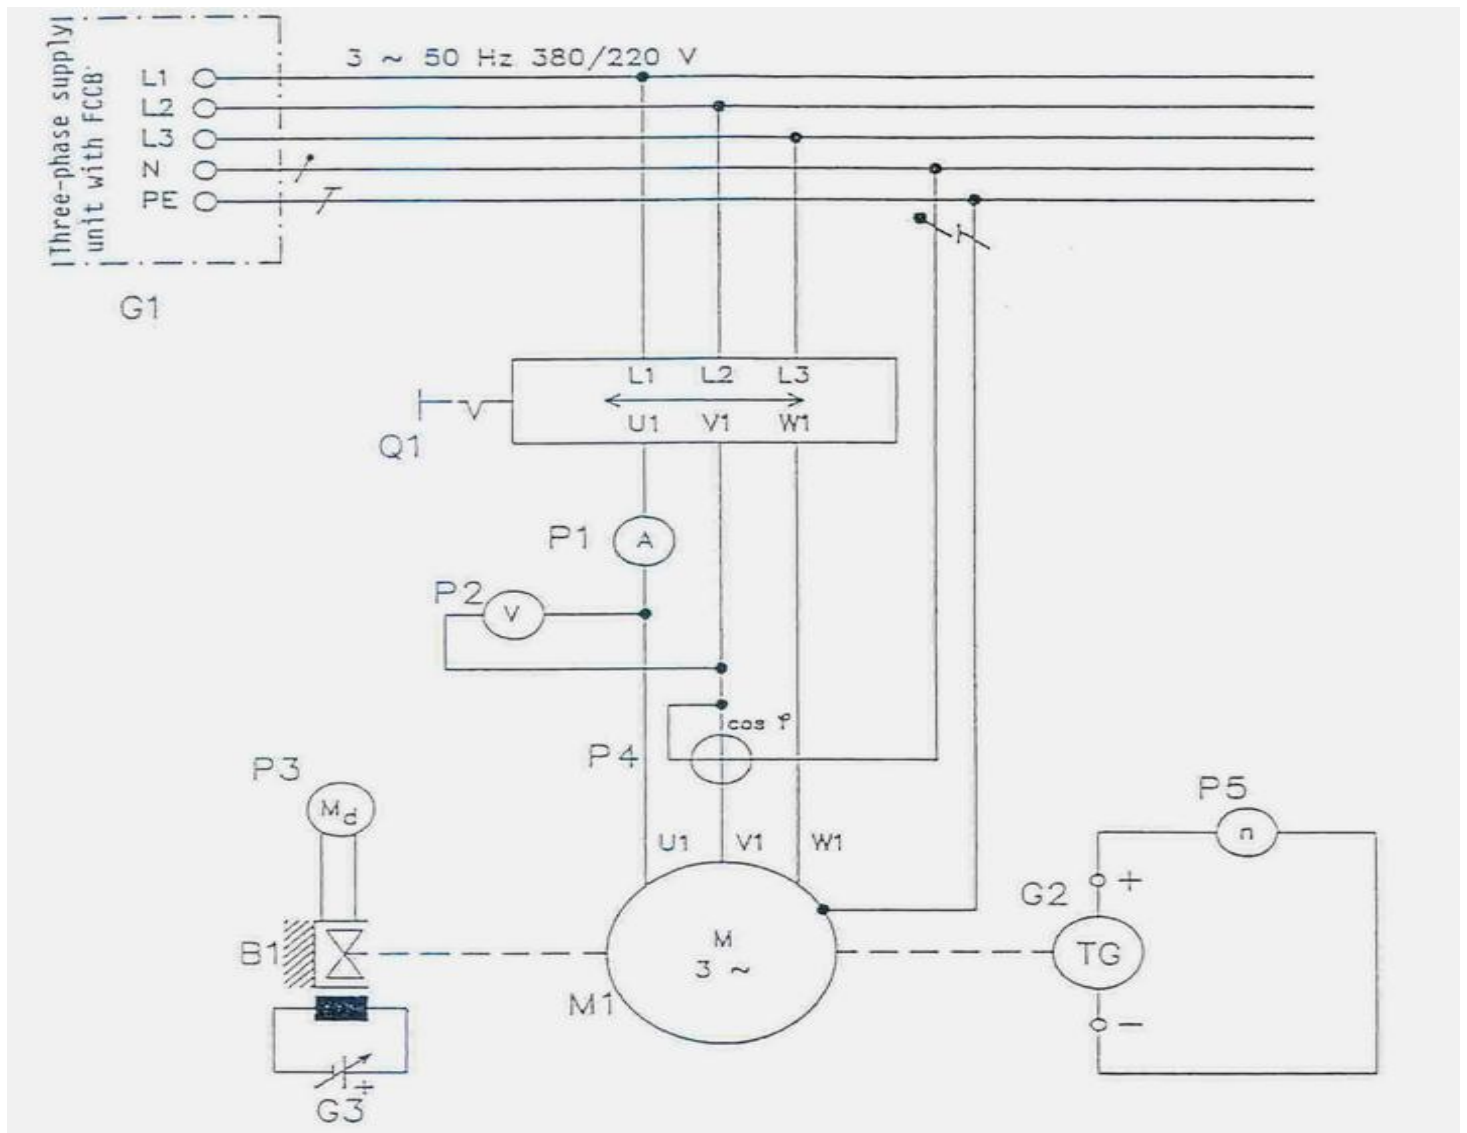 Three-phase supply
unit with FCCB
3 ~ 50 Hz 380/220 V
L1
L2
L3
N
PE
G1
L1 L2 L3
U1 V1 W1
Q1
P1
A
P2
V
cos φ
P4
P3
Md
P5
n
U1 V1 W1
G2
+
TG
−
B1
M
3 ~
M1
+
G3